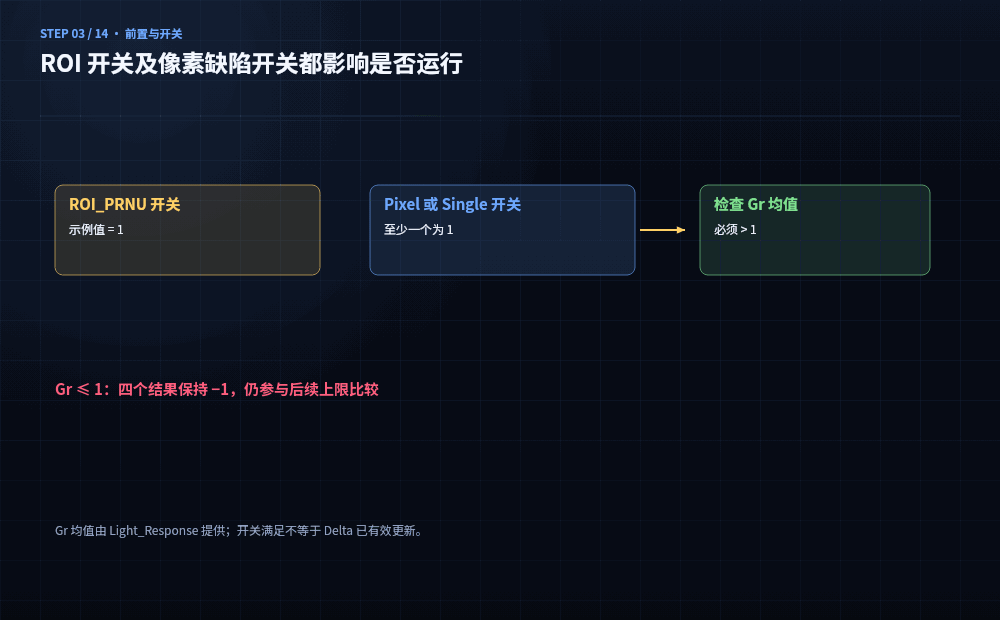 STEP 03 / 14 · 前置与开关
ROI 开关及像素缺陷开关都影响是否运行
ROI_PRNU 开关
示例值 = 1
Pixel 或 Single 开关
至少一个为 1
检查 Gr 均值
必须 > 1
Gr ≤ 1：四个结果保持 −1，仍参与后续上限比较
Gr 均值由 Light_Response 提供；开关满足不等于 Delta 已有效更新。